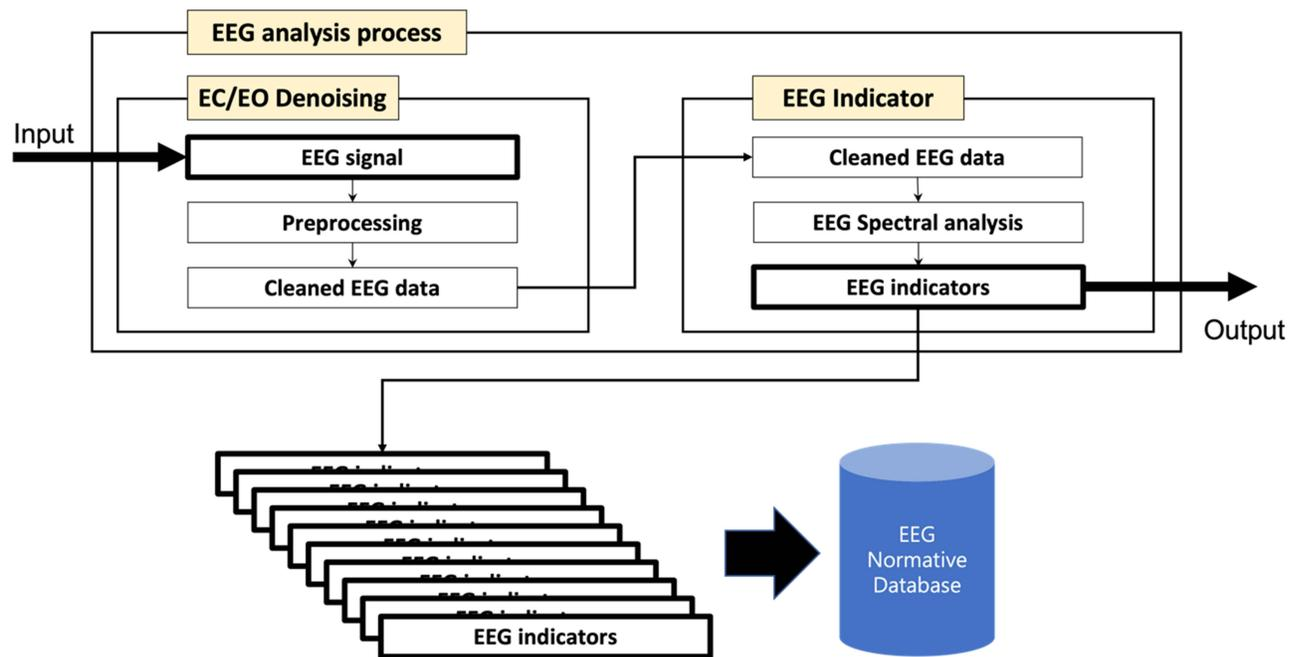 EEG analysis process
EC/EO Denoising
EEG Indicator
Input
EEG signal
Preprocessing
Cleaned EEG data
Cleaned EEG data
EEG Spectral analysis
EEG indicators
Output
EEG indicators
EEG
Normative
Database